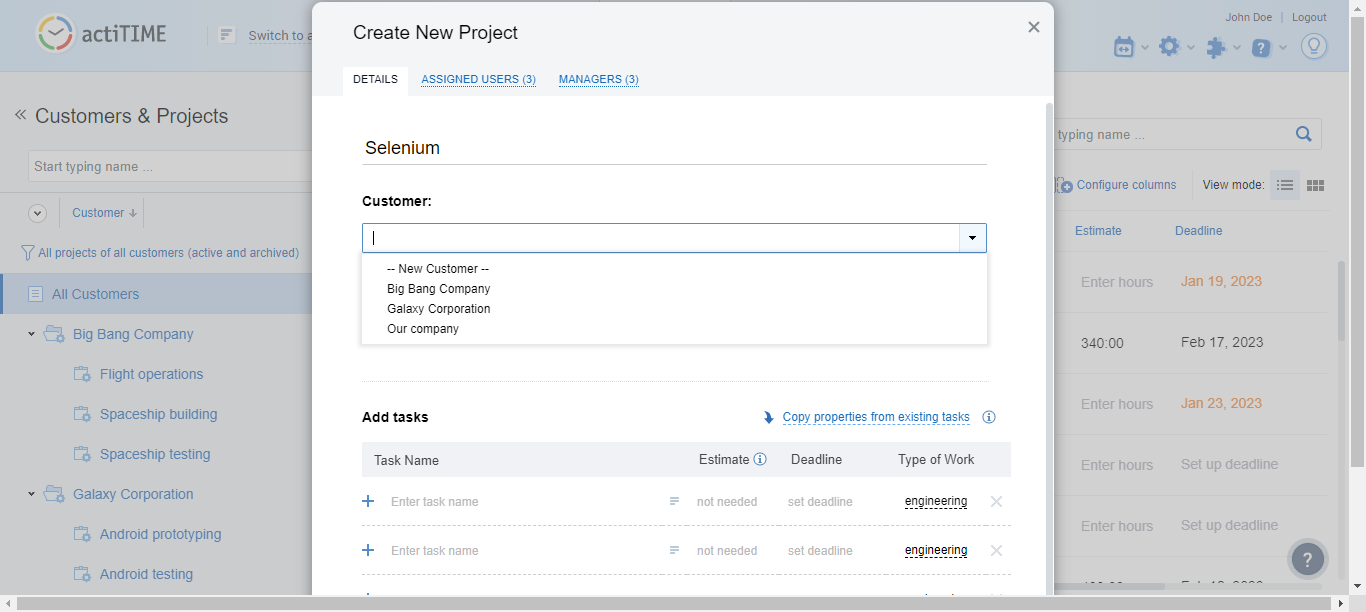 actiTIME
Switch to a
John Doe | Logout
Customers & Projects
Start typing name ...
Customer
All projects of all customers (active and archived)
All Customers
Big Bang Company
Flight operations
Spaceship building
Spaceship testing
Galaxy Corporation
Android prototyping
Android testing
Create New Project
DETAILS
ASSIGNED USERS (3)
MANAGERS (3)
Selenium
Customer:
-- New Customer --
Big Bang Company
Galaxy Corporation
Our company
Add tasks
Copy properties from existing tasks
Task Name Estimate Deadline Type of Work
Enter task name not needed set deadline engineering
Enter task name not needed set deadline engineering
typing name ...
Configure columns View mode:
Estimate Deadline
Enter hours Jan 19, 2023
340:00 Feb 17, 2023
Enter hours Jan 23, 2023
Enter hours Set up deadline
Enter hours Set up deadline
?